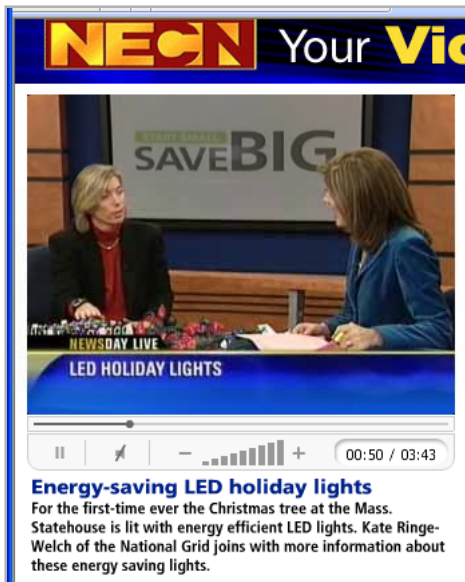 NECN Your Vid
START SMALL
SAVEBIG
NEWSDAY LIVE
LED HOLIDAY LIGHTS
00:50 / 03:43
Energy-saving LED holiday lights
For the first-time ever the Christmas tree at the Mass.
Statehouse is lit with energy efficient LED lights. Kate Ringe-
Welch of the National Grid joins with more information about
these energy saving lights.